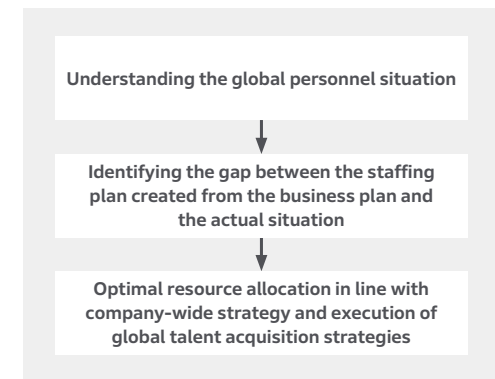 Understanding the global personnel situation
Identifying the gap between the staffing
plan created from the business plan and
the actual situation
Optimal resource allocation in line with
company-wide strategy and execution of
global talent acquisition strategies